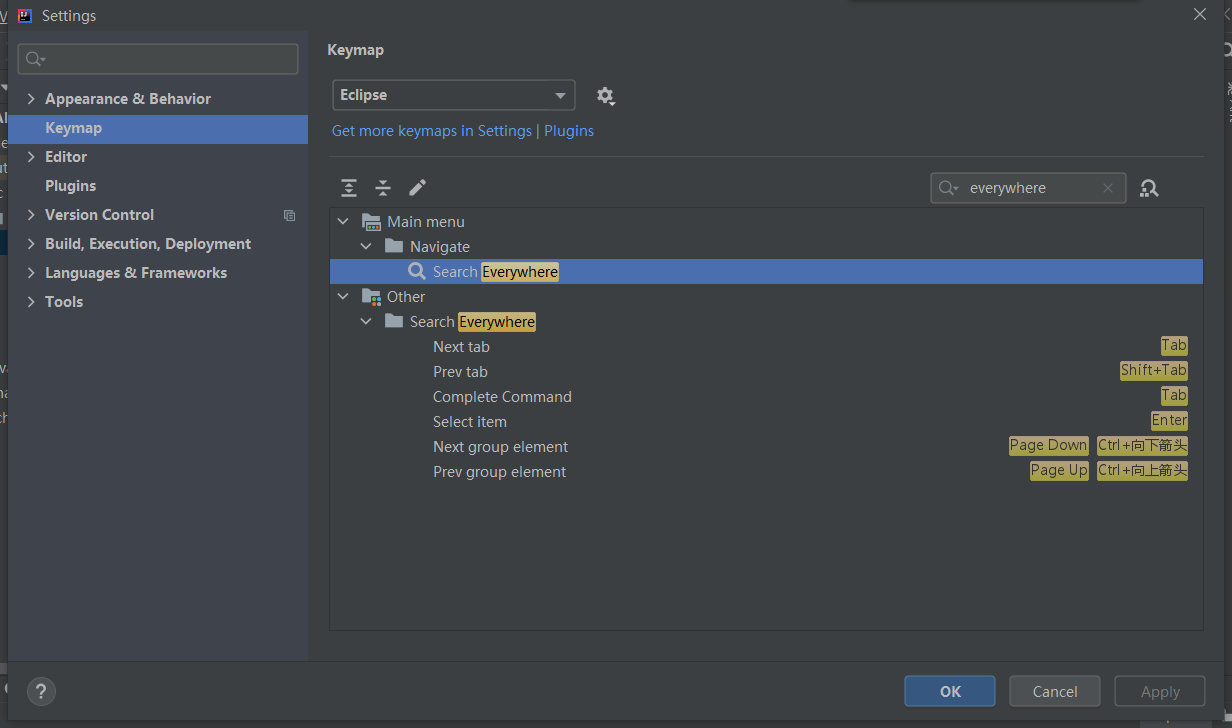 Settings
Keymap
Eclipse
Get more keymaps in Settings | Plugins
Appearance & Behavior
Keymap
Editor
Plugins
Version Control
Build, Execution, Deployment
Languages & Frameworks
Tools
everywhere
Main menu
Navigate
Search Everywhere
Other
Search Everywhere
Next tab Tab
Prev tab Shift+Tab
Complete Command Tab
Select item Enter
Next group element Page Down Ctrl+向下箭头
Prev group element Page Up Ctrl+向上箭头
?
OK Cancel Apply